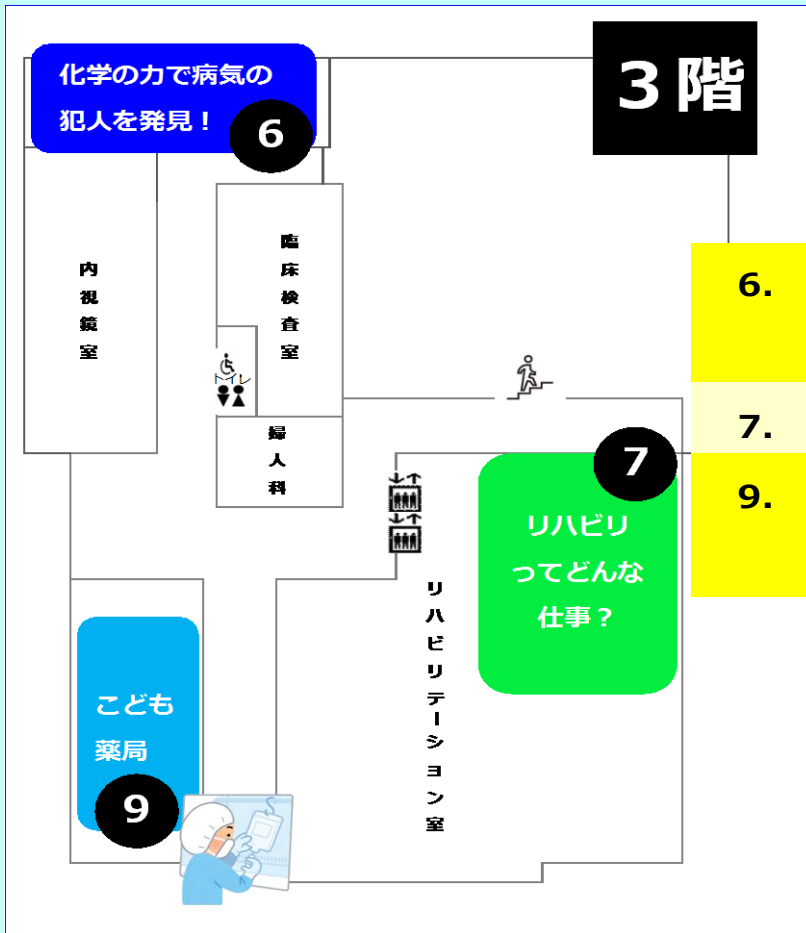 化学の力で病気の
犯人を発見！
6
3階
内視鏡室
臨床検査室
トイレ
婦人科
6.
7.
9.
7
リハビリ
ってどんな
仕事？
リハビリテーション室
こども
薬局
9